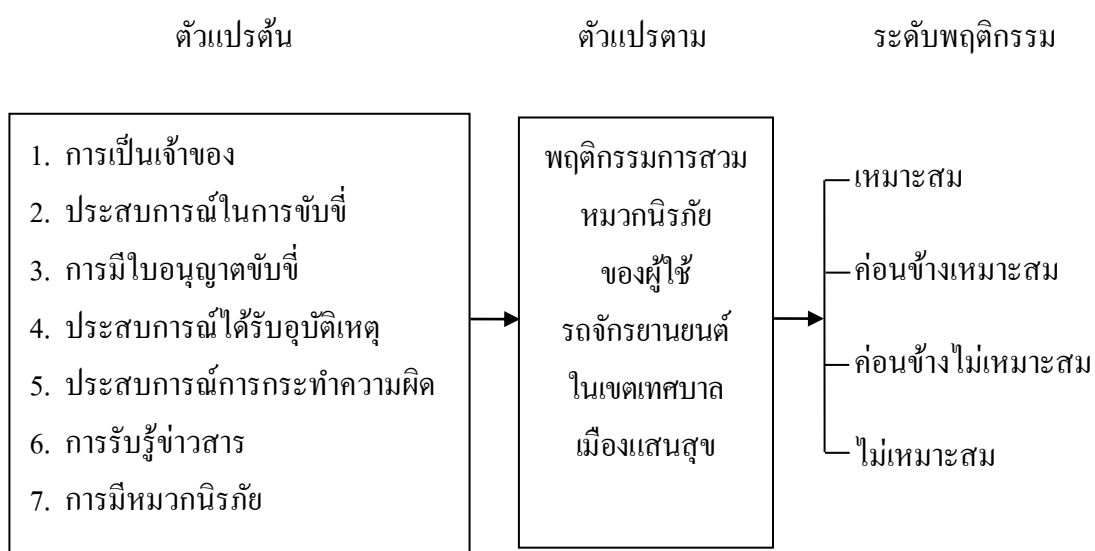 ตัวแปรต้น
ตัวแปรตาม
ระดับพฤติกรรม
1. การเป็นเจ้าของ
2. ประสบการณ์ในการขับขี่
3. การมีใบอนุญาตขับขี่
4. ประสบการณ์ได้รับอุบัติเหตุ
5. ประสบการณ์การกระทำความผิด
6. การรับรู้ข่าวสาร
7. การมีหมวกนิรภัย
พฤติกรรมการสวม
หมวกนิรภัย
ของผู้ใช้
รถจักรยานยนต์
ในเขตเทศบาล
เมืองแสนสุข
เหมาะสม
ค่อนข้างเหมาะสม
ค่อนข้างไม่เหมาะสม
ไม่เหมาะสม